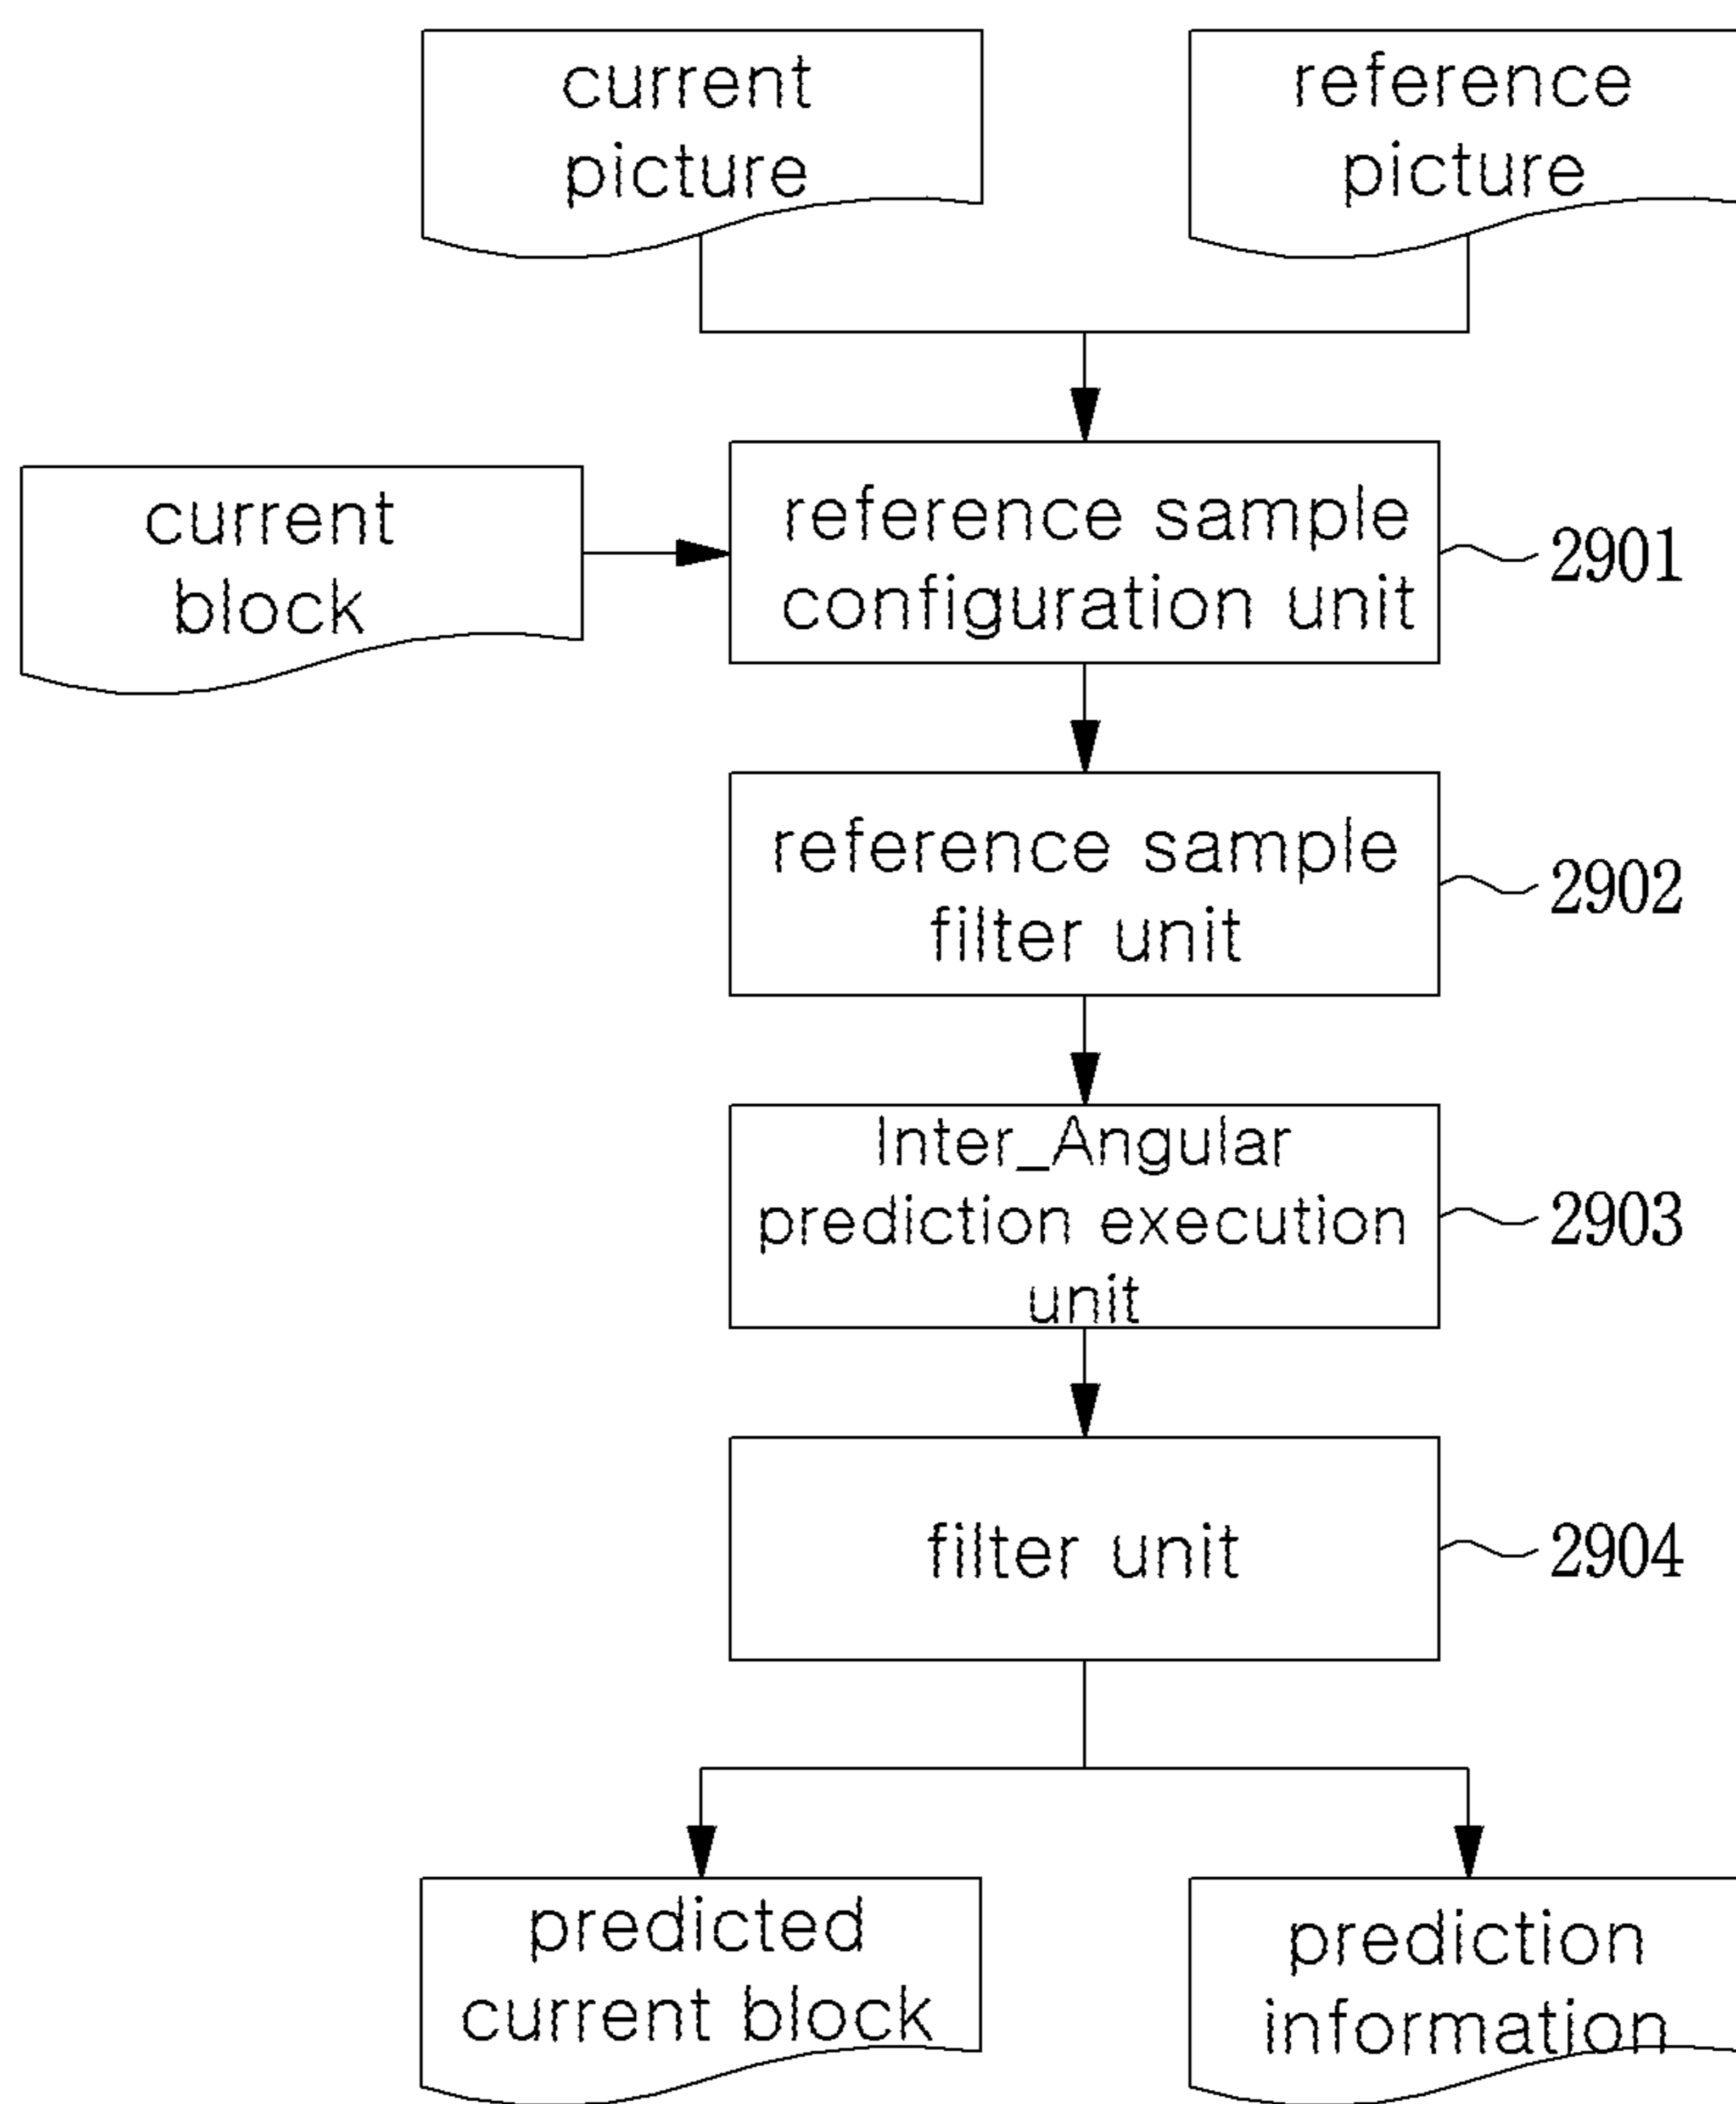 current
picture
reference
picture
current
block
reference sample
configuration unit
2901
reference sample
filter unit
2902
Inter_Angular
prediction execution
unit
2903
filter unit
2904
predicted
current block
prediction
information